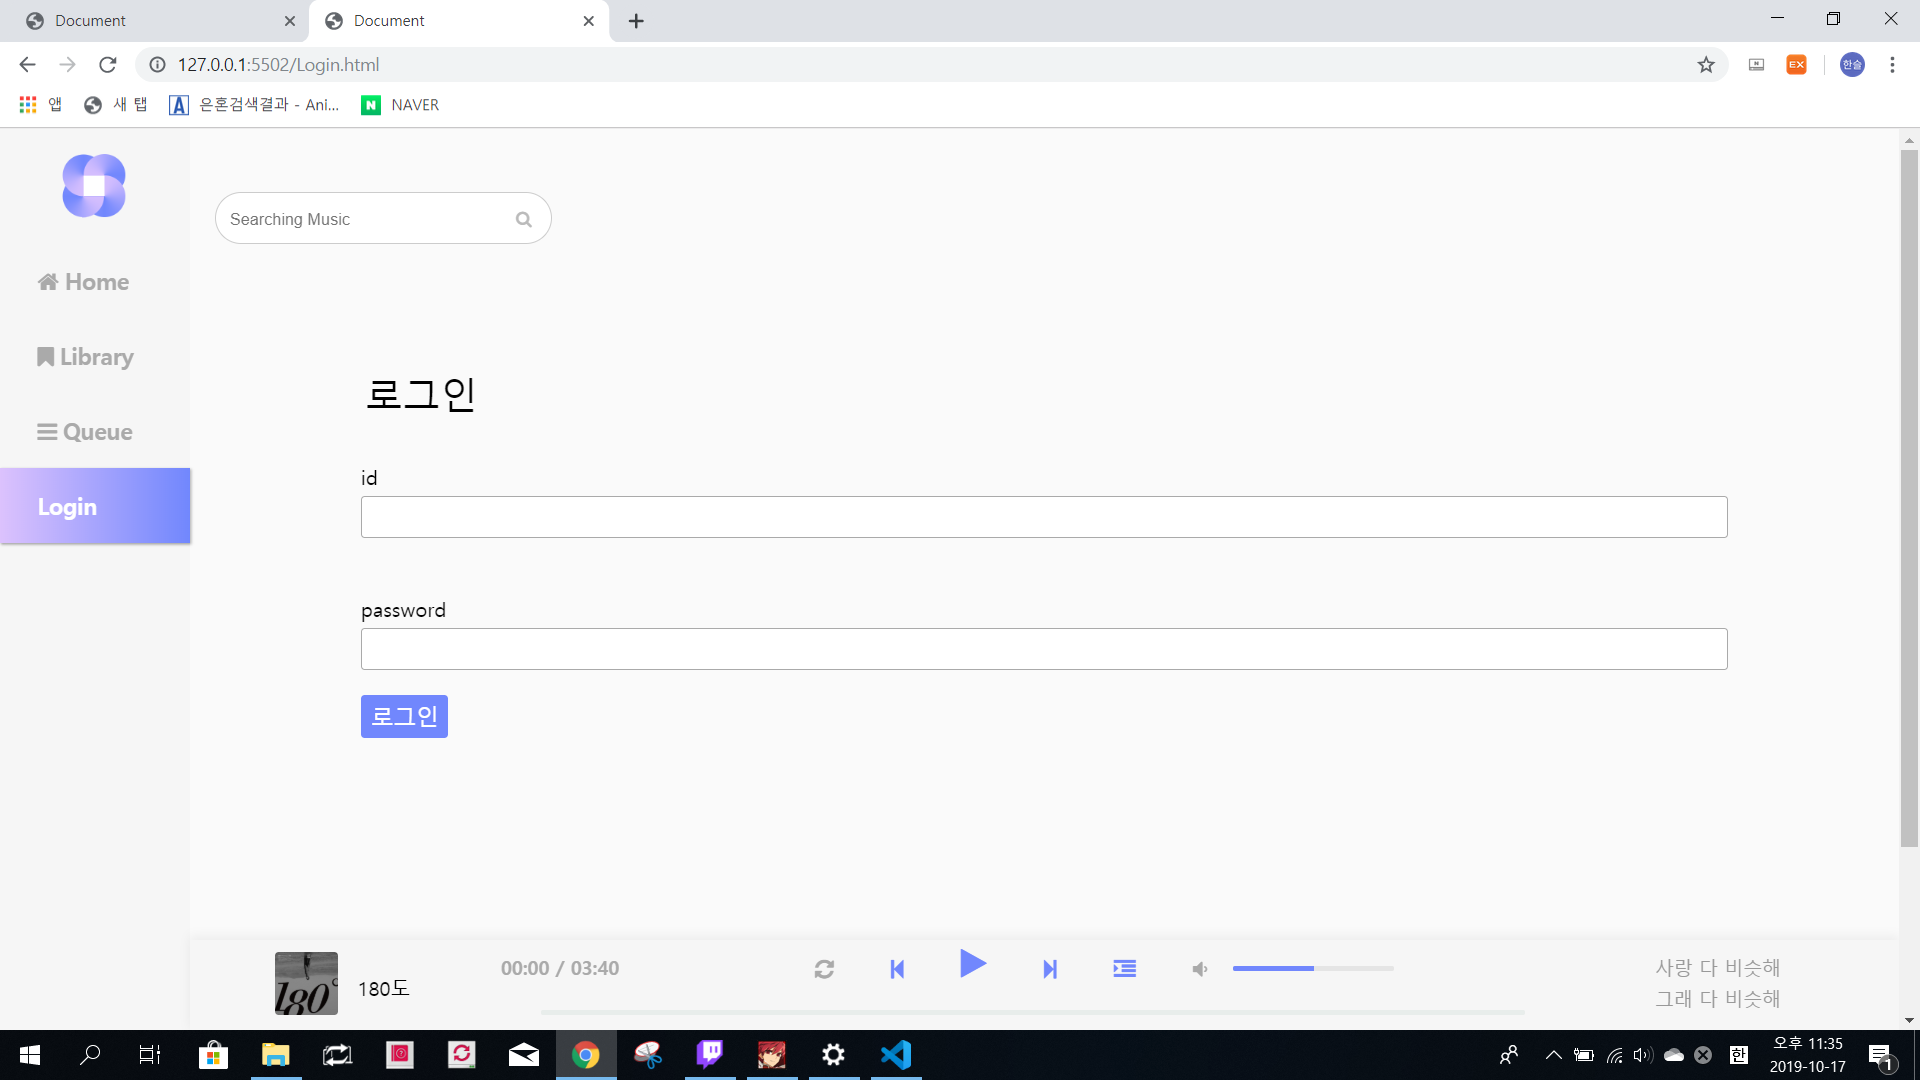 Document
Document
127.0.0.1:5502/Login.html
EX
한슬
앱
새 탭
A
은혼검색결과 - Ani...
N
NAVER
Searching Music
Home
Library
Queue
Login
로그인
id
password
로그인
180°
180도
00:00 / 03:40
사랑 다 비슷해
그래 다 비슷해
한
오후 11:35
2019-10-17
1